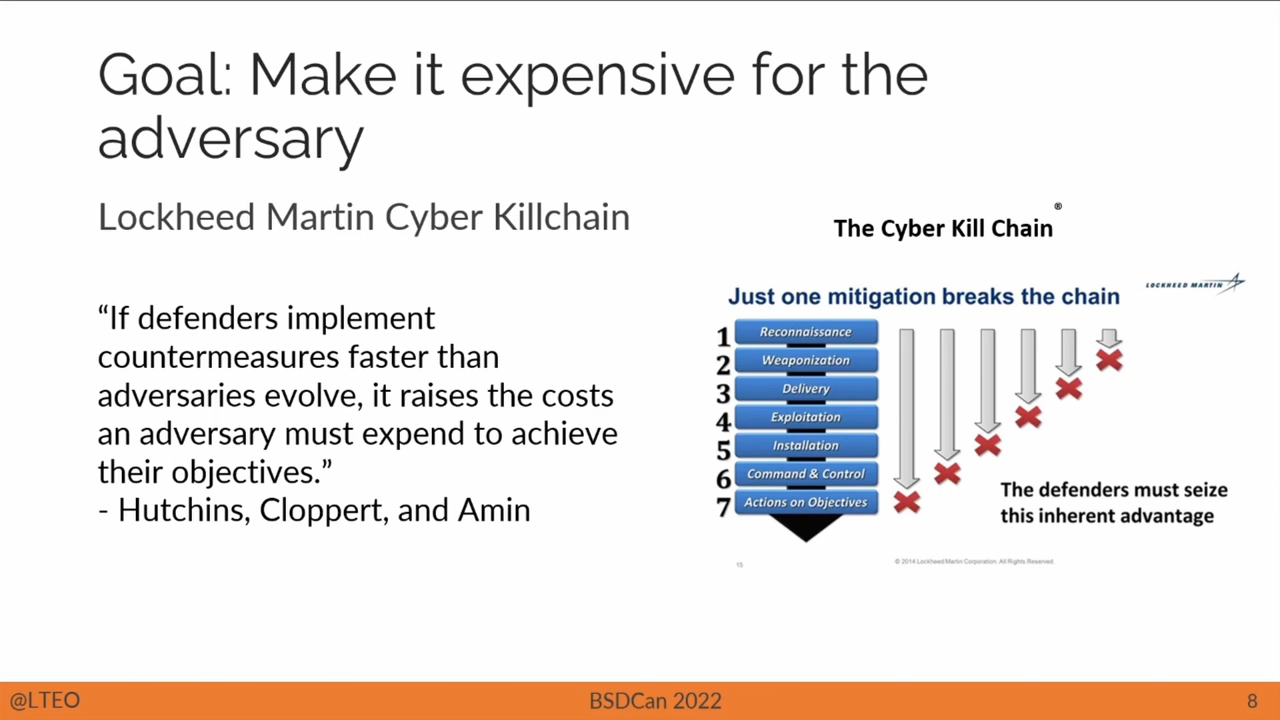 Goal: Make it expensive for the
adversary
Lockheed Martin Cyber Killchain
“If defenders implement
countermeasures faster than
adversaries evolve, it raises the costs
an adversary must expend to achieve
their objectives.”
- Hutchins, Cloppert, and Amin
The Cyber Kill Chain®
LOCKHEED MARTIN
Just one mitigation breaks the chain
1 Reconnaissance
2 Weaponization
3 Delivery
4 Exploitation
5 Installation
6 Command & Control
7 Actions on Objectives
The defenders must seize
this inherent advantage
15
© 2014 Lockheed Martin Corporation. All Rights Reserved.
@LTEO
BSDCan 2022
8